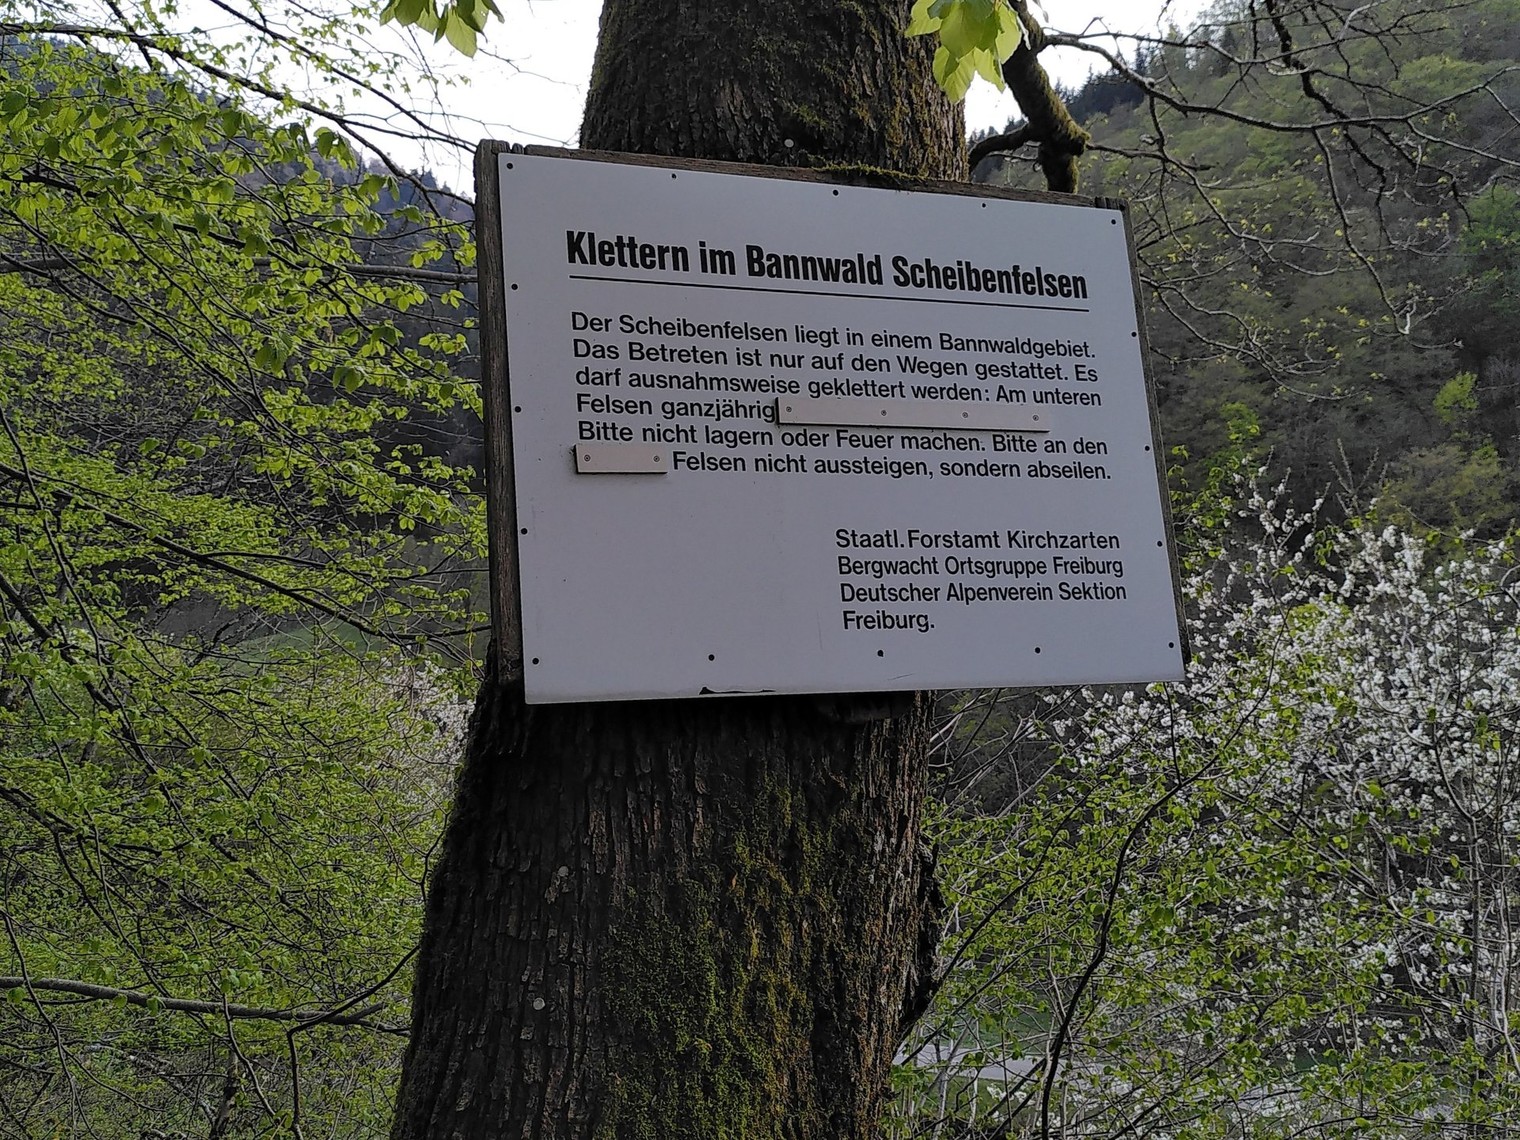 Klettern im Bannwald Scheibenfelsen
Der Scheibenfelsen liegt in einem Bannwaldgebiet.
Das Betreten ist nur auf den Wegen gestattet. Es
darf ausnahmsweise geklettert werden: Am unteren
Felsen ganzjährig
Bitte nicht lagern oder Feuer machen. Bitte an den
Felsen nicht aussteigen, sondern abseilen.
Staatl. Forstamt Kirchzarten
Bergwacht Ortsgruppe Freiburg
Deutscher Alpenverein Sektion
Freiburg.